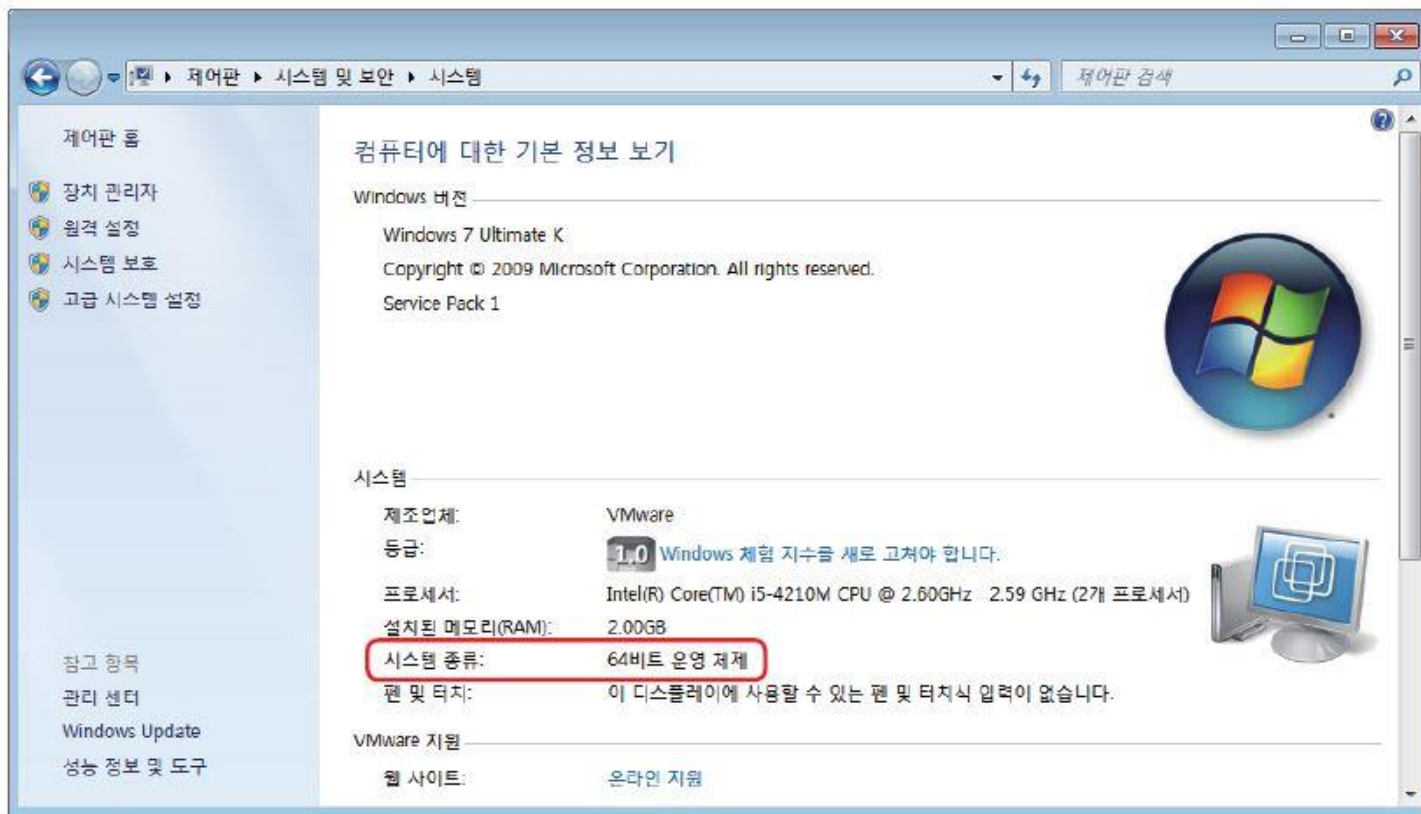 제어판 ▸ 시스템 및 보안 ▸ 시스템
제어판 검색
제어판 홈
장치 관리자
원격 설정
시스템 보호
고급 시스템 설정
참고 항목
관리 센터
Windows Update
성능 정보 및 도구
컴퓨터에 대한 기본 정보 보기
Windows 버전
Windows 7 Ultimate K
Copyright © 2009 Microsoft Corporation. All rights reserved.
Service Pack 1
시스템
제조업체: VMware
등급: 1.0 Windows 체험 지수를 새로 고쳐야 합니다.
프로세서: Intel(R) Core(TM) i5-4210M CPU @ 2.60GHz 2.59 GHz (2개 프로세서)
설치된 메모리(RAM): 2.00GB
시스템 종류: 64비트 운영 체제
펜 및 터치: 이 디스플레이에 사용할 수 있는 펜 및 터치식 입력이 없습니다.
VMware 지원
웹 사이트: 온라인 지원